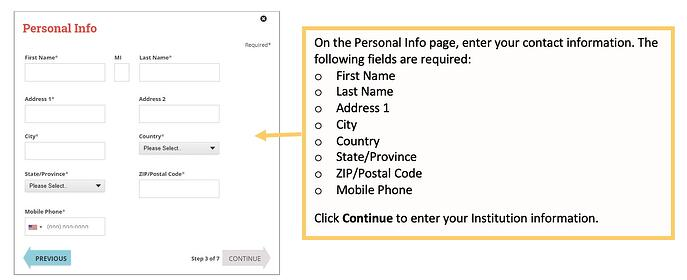 Personal Info
Required*
First Name*
MI
Last Name*
Address 1*
Address 2
City*
Country*
Please Select..
State/Province*
Please Select..
ZIP/Postal Code*
Mobile Phone*
(nnn) nnn-nnnn
PREVIOUS
Step 3 of 7
CONTINUE
On the Personal Info page, enter your contact information. The
following fields are required:
o First Name
o Last Name
o Address 1
o City
o Country
o State/Province
o ZIP/Postal Code
o Mobile Phone
Click Continue to enter your Institution information.